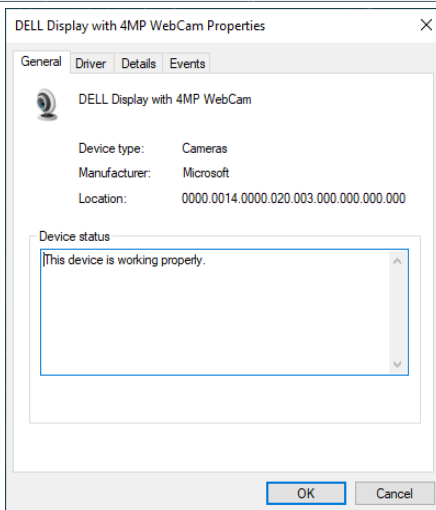 DELL Display with 4MP WebCam Properties
General Driver Details Events
DELL Display with 4MP WebCam
Device type: Cameras
Manufacturer: Microsoft
Location: 0000.0014.0000.020.003.000.000.000.000
Device status
This device is working properly.
OK Cancel